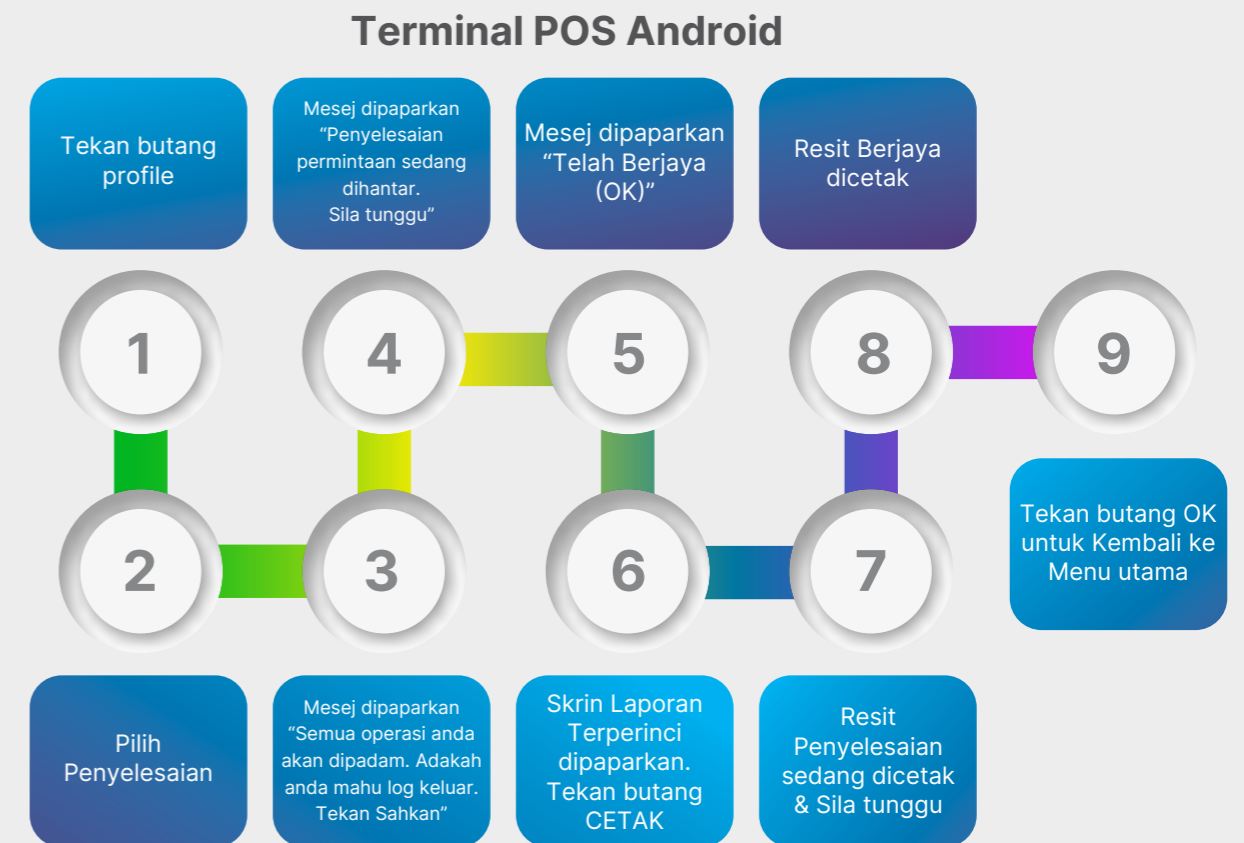 Terminal POS Android
Tekan butang
profile
Mesej dipaparkan
“Penyelesaian
permintaan sedang
dihantar.
Sila tunggu”
Mesej dipaparkan
“Telah Berjaya
(OK)”
Resit Berjaya
dicetak
1
4
5
8
9
2
3
6
7
Tekan butang OK
untuk Kembali ke
Menu utama
Pilih
Penyelesaian
Mesej dipaparkan
“Semua operasi anda
akan dipadam. Adakah
anda mahu log keluar.
Tekan Sahkan”
Skrin Laporan
Terperinci
dipaparkan.
Tekan butang
CETAK
Resit
Penyelesaian
sedang dicetak
& Sila tunggu